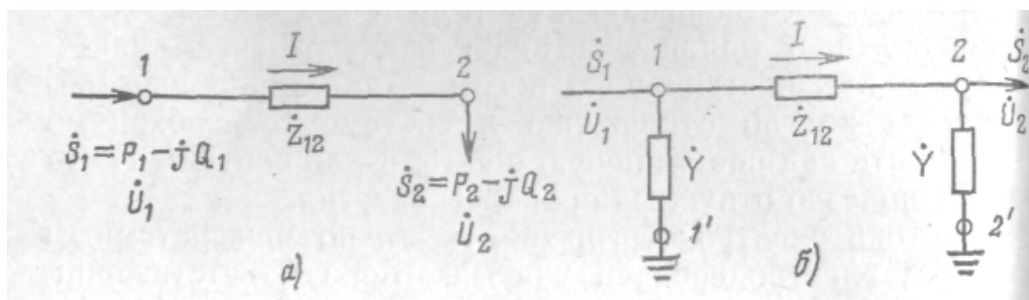 1
I
2
Ż₁₂
Ṡ₁=P₁-j̇Q₁
U̇₁
Ṡ₂=P₂-j̇Q₂
U̇₂
а)
Ṡ₁
U̇₁
1
I
2
Ṡ₂
U̇₂
Ż₁₂
Ẏ
Ẏ
1'
2'
б)